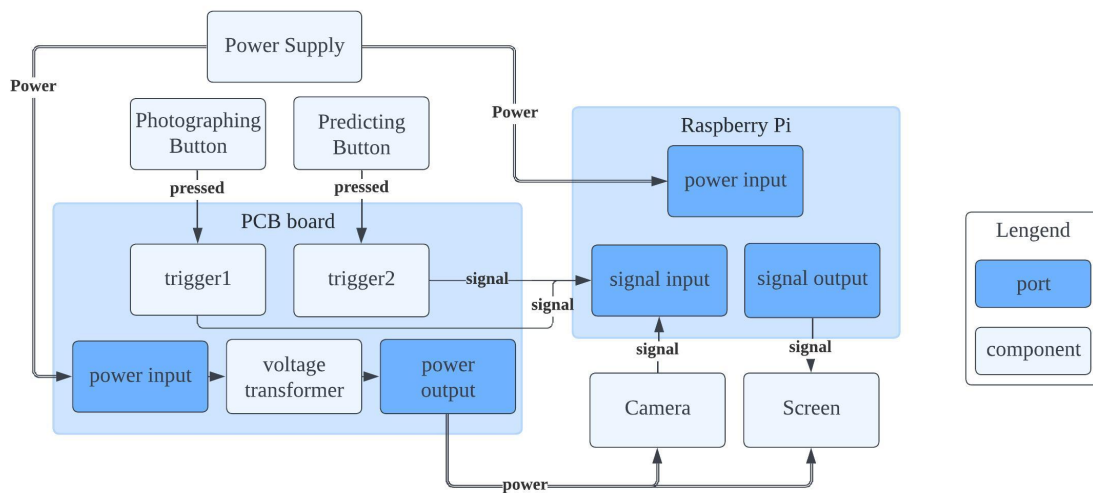 Power Supply
Power
Power
Photographing
Button
Predicting
Button
pressed
pressed
Raspberry Pi
power input
PCB board
trigger1
trigger2
signal
signal
signal input
signal output
power input
voltage
transformer
power
output
signal
signal
Camera
Screen
power
Lengend
port
component